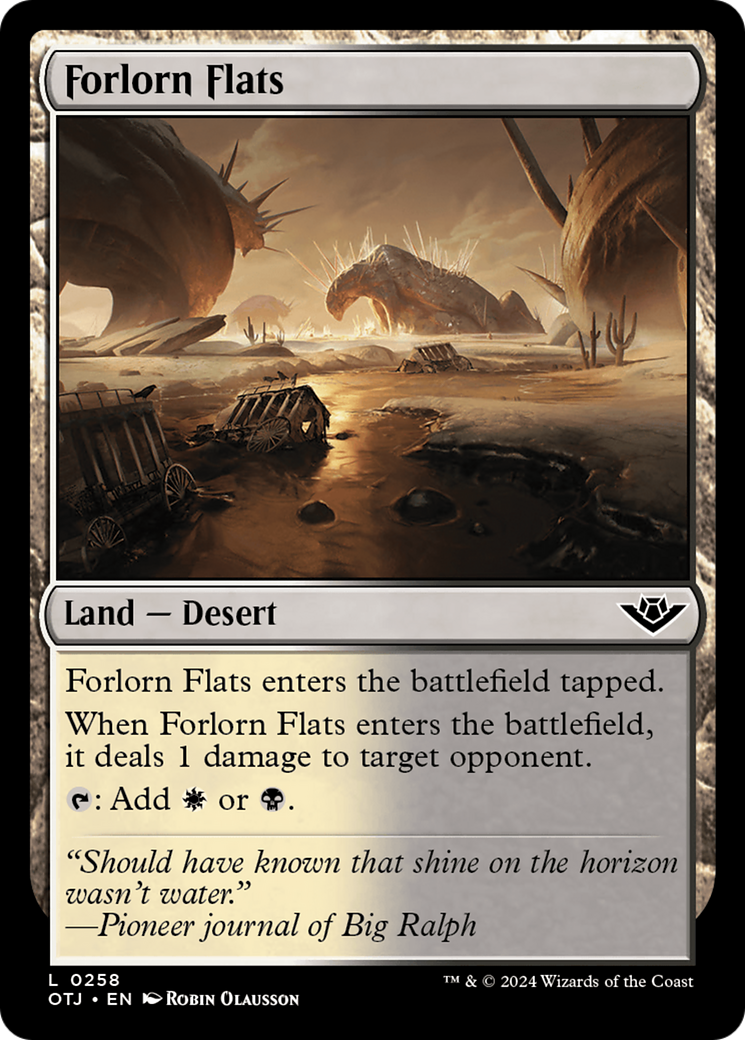 Forlorn Flats
Land — Desert
Forlorn Flats enters the battlefield tapped.
When Forlorn Flats enters the battlefield,
it deals 1 damage to target opponent.
: Add or .
“Should have known that shine on the horizon
wasn’t water.”
—Pioneer journal of Big Ralph
L 0258
™ & © 2024 Wizards of the Coast
OTJ • EN Robin Olausson